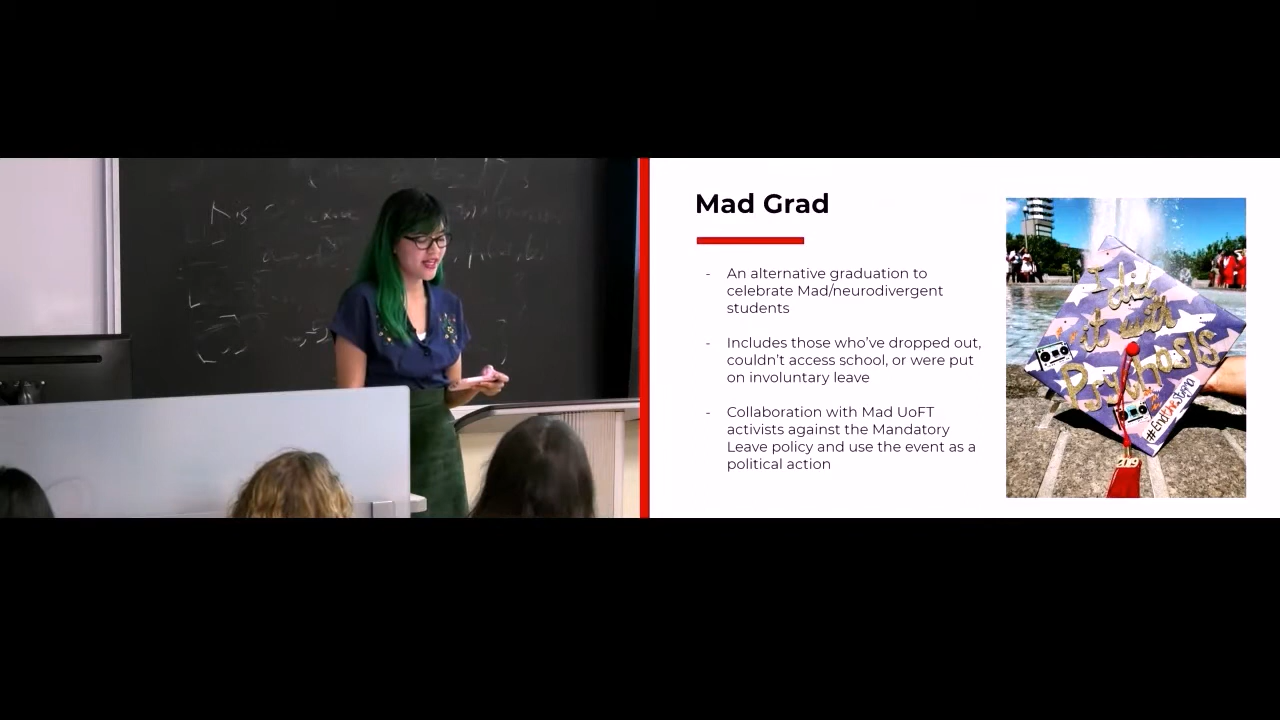 Mad Grad
- An alternative graduation to
celebrate Mad/neurodivergent
students
- Includes those who've dropped out,
couldn't access school, or were put
on involuntary leave
- Collaboration with Mad UofT
activists against the Mandatory
Leave policy and use the event as a
political action
I did
it with
Psychosis
#EndTheStigma